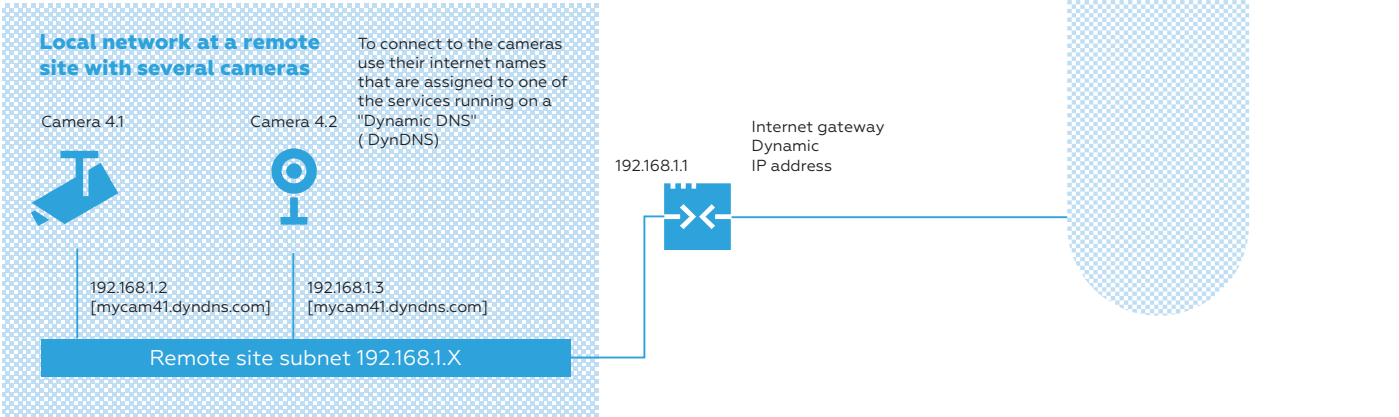 Local network at a remote
site with several cameras
To connect to the cameras
use their internet names
that are assigned to one of
the services running on a
"Dynamic DNS"
( DynDNS)
Camera 4.1
Camera 4.2
192.168.1.2
[mycam41.dyndns.com]
192.168.1.3
[mycam41.dyndns.com]
Remote site subnet 192.168.1.X
192.168.1.1
Internet gateway
Dynamic
IP address